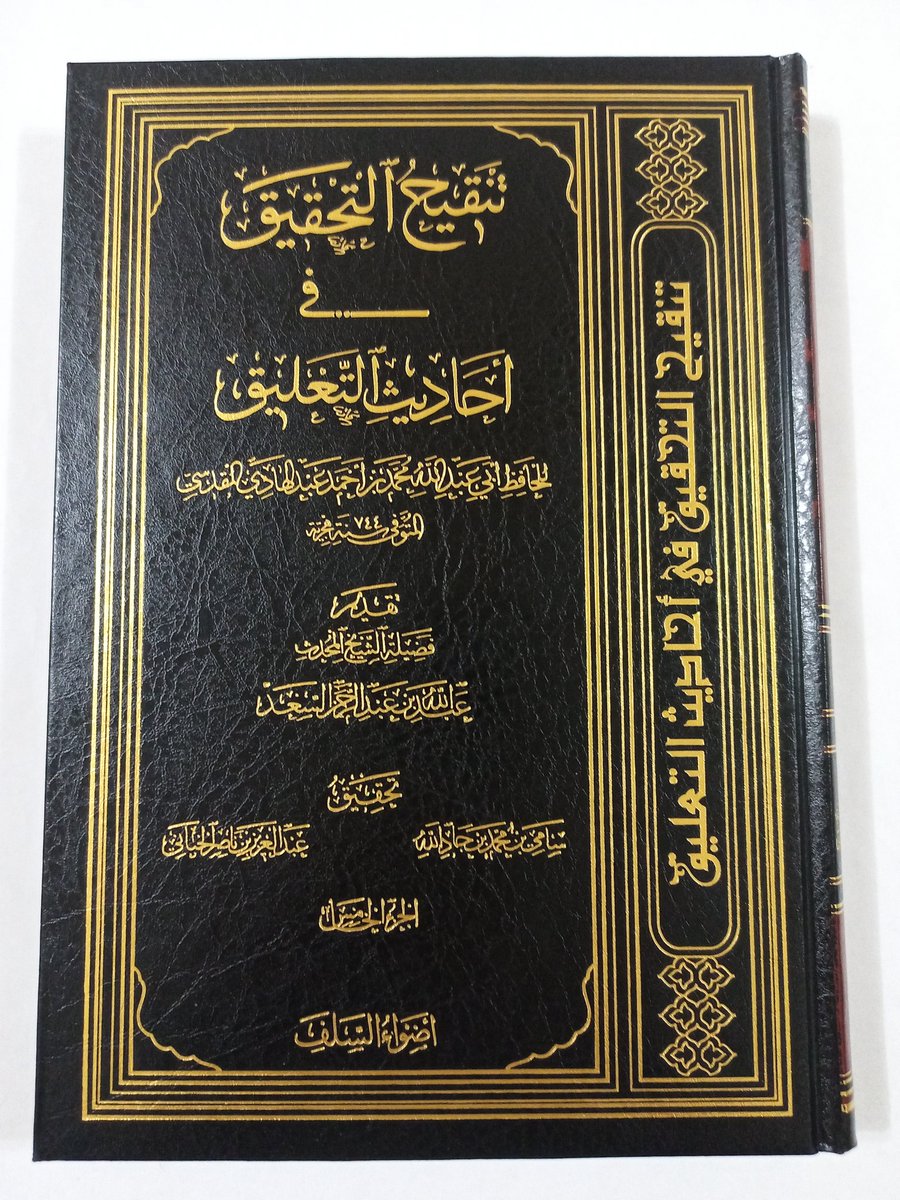 تنقيح التحقيق
في
أحاديث التعليق
للحافظ أبي عبد الله محمد بن أحمد عبد الهادي المقدسي
المتوفى سنة ٧٤٤ هجرية
تقديم
فضيلة الشيخ المحدث
عبد الله بن عبد الرحمن السعد
تحقيق
سامي بن محمد بن جاد الله عبد العزيز بن ناصر الخباني
الجزء الخامس
أضواء السلف
تنقيح التحقيق في أحاديث التعليق